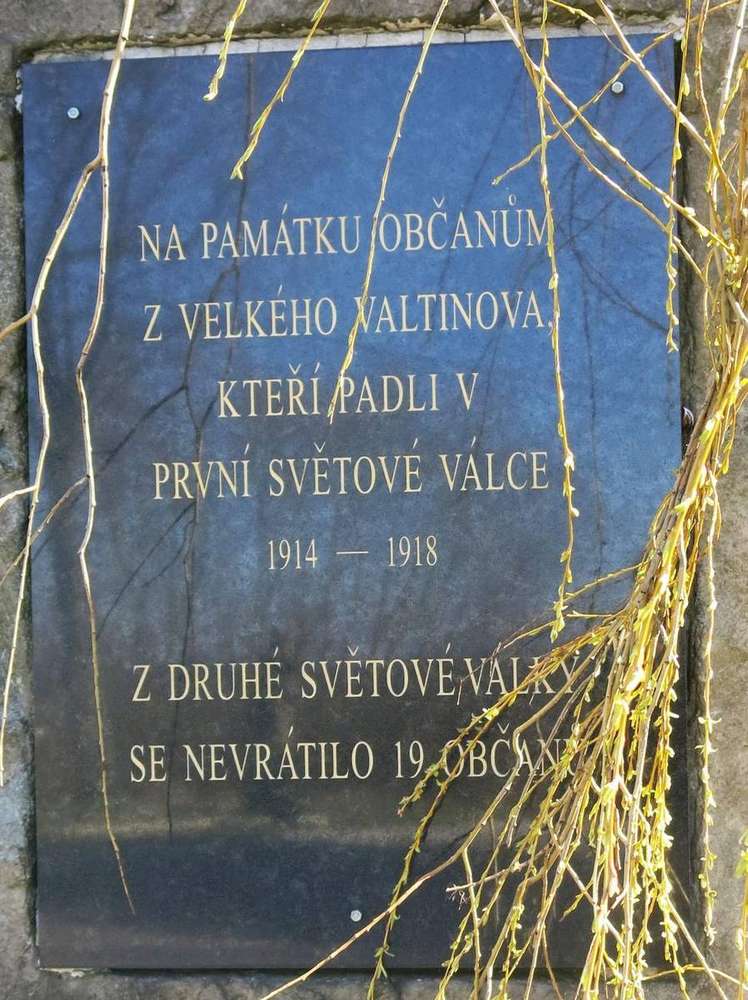 NA PAMÁTKU OBČANŮM
Z VELKÉHO VALTINOVA,
KTEŘÍ PADLI V
PRVNÍ SVĚTOVÉ VÁLCE
1914 — 1918
Z DRUHÉ SVĚTOVÉ VÁLKY
SE NEVRÁTILO 19 OBČANŮ